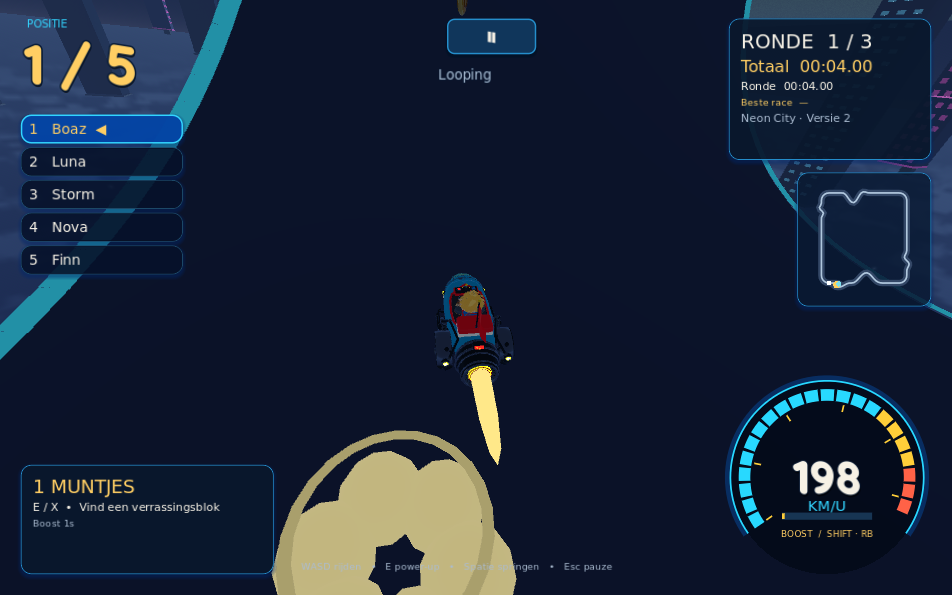 POSITIE
1 / 5
1 Boaz ◀
2 Luna
3 Storm
4 Nova
5 Finn
Looping
RONDE 1 / 3
Totaal 00:04.00
Ronde 00:04.00
Beste race —
Neon City · Versie 2
1 MUNTJES
E / X • Vind een verrassingsblok
Boost 1s
198
KM/U
BOOST / SHIFT · RB
• Esc pauze